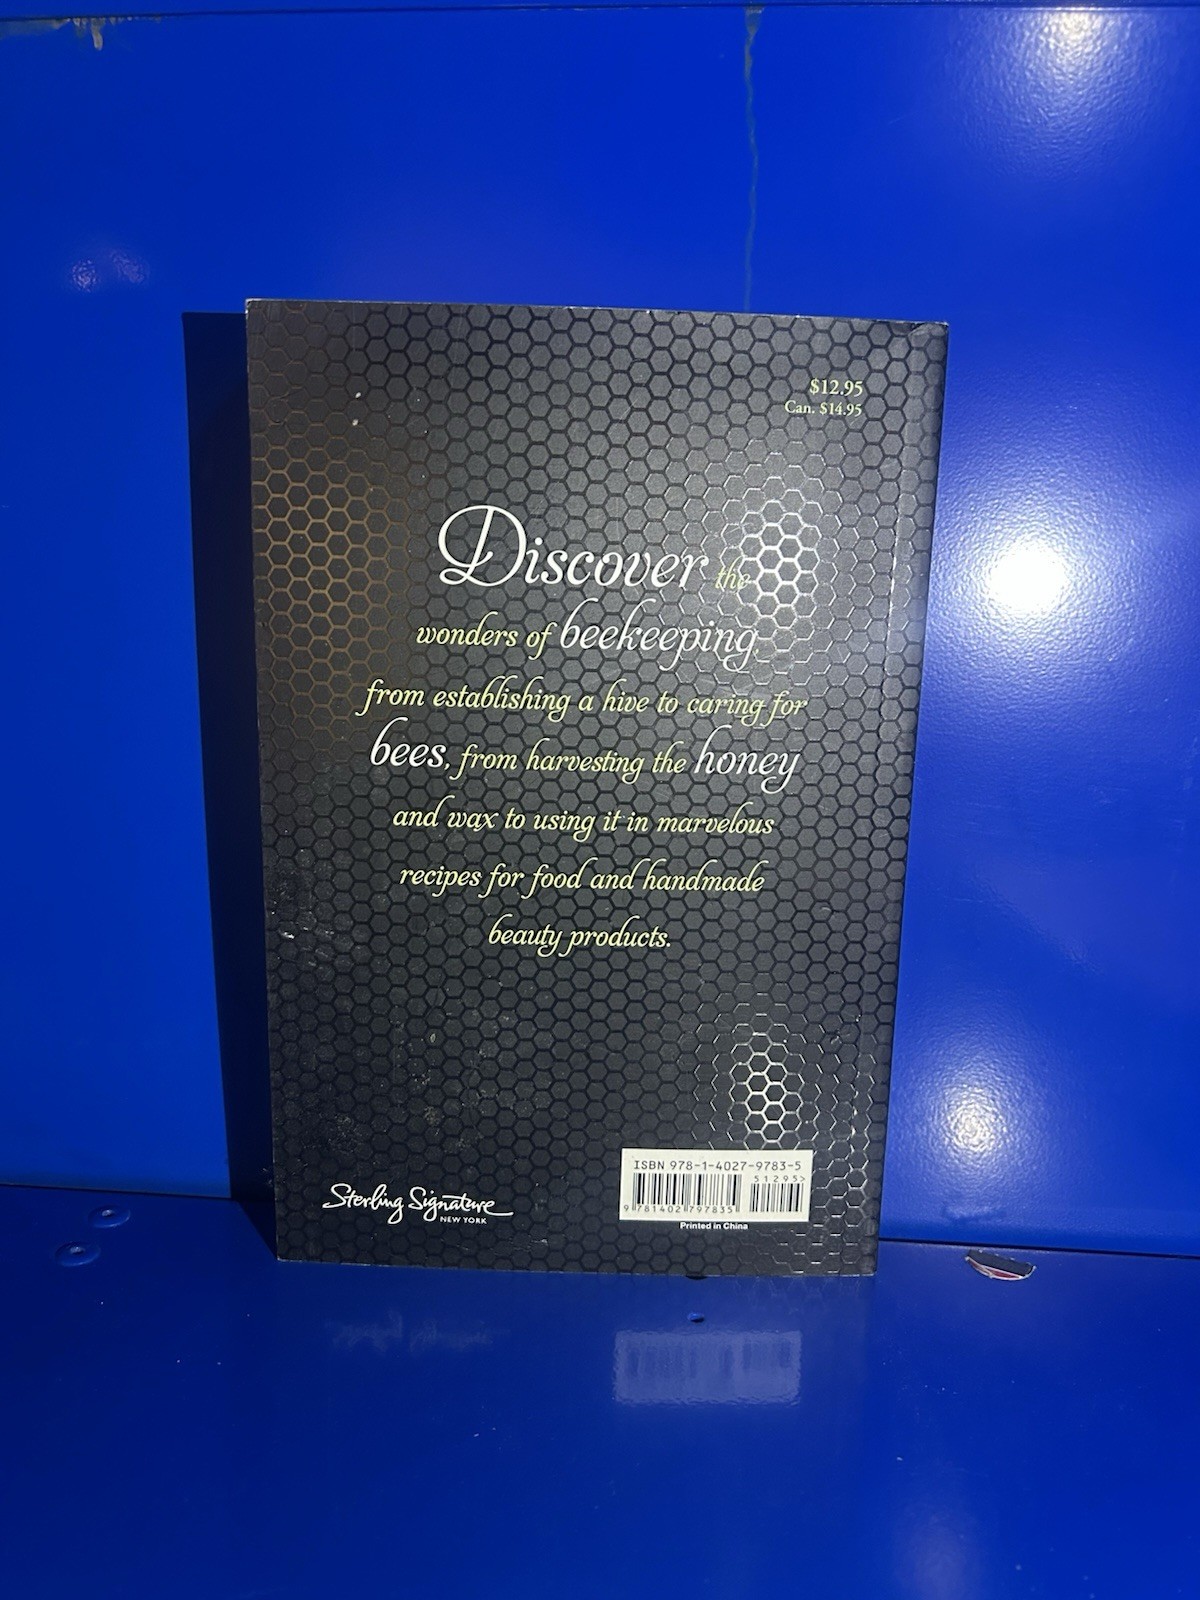 $12.95
Can. $14.95
Discover the
wonders of beekeeping,
from establishing a hive to caring for
bees, from harvesting the honey
and wax to using it in marvelous
recipes for food and handmade
beauty products.
Sterling Signature
NEW YORK
ISBN 978-1-4027-9783-5
51295>
9 781402 797835
Printed in China